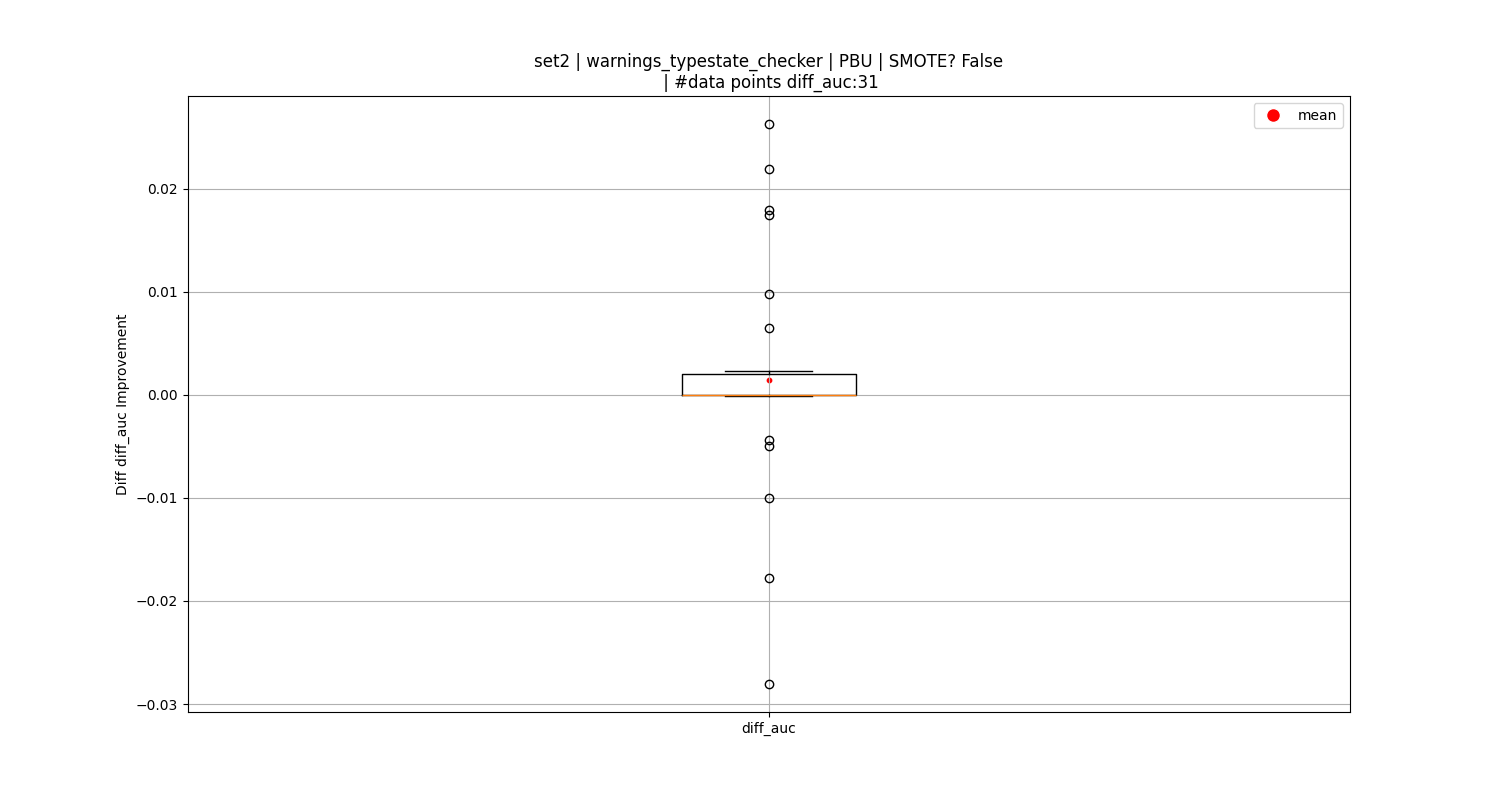 set2 | warnings_typestate_checker | PBU | SMOTE? False
| #data points diff_auc:31
mean
0.02
0.01
0.00
−0.01
−0.02
−0.03
Diff diff_auc Improvement
diff_auc